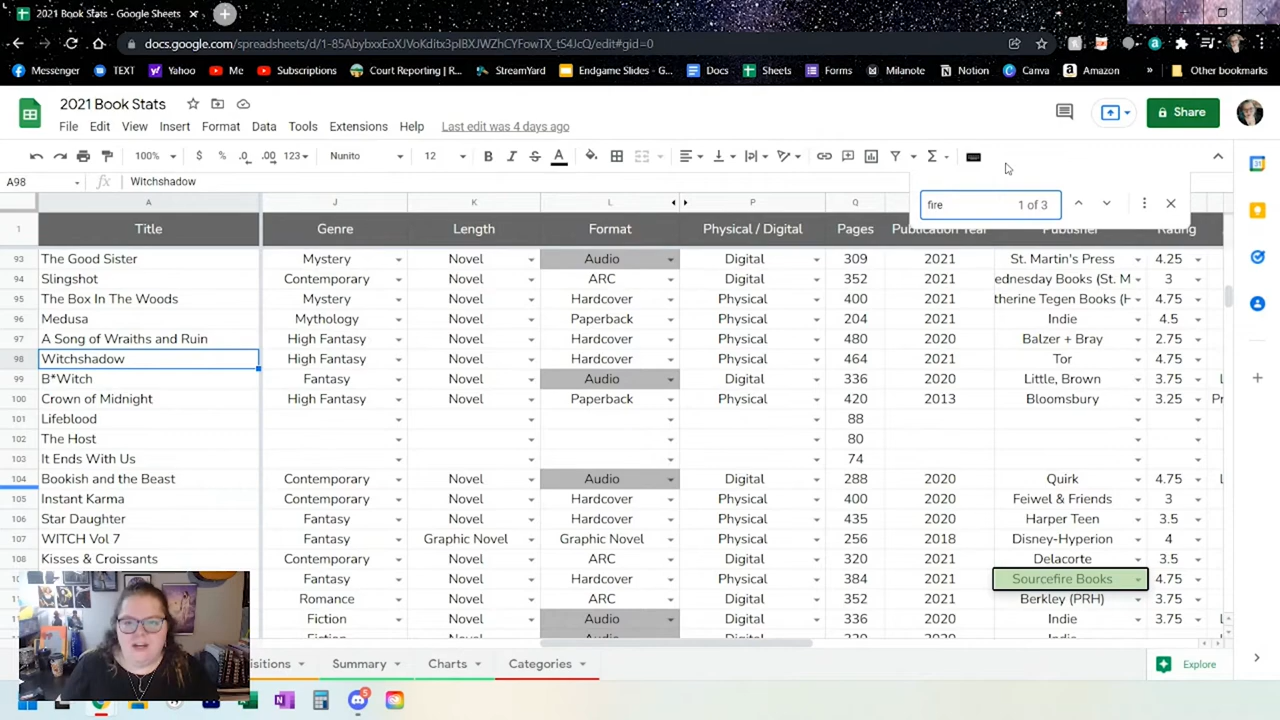 2021 Book Stats - Google Sheets
docs.google.com/spreadsheets/d/1-85AbybxxEoXJVoKditx3pIBXJWZhCYFowTX_tS4JcQ/edit#gid=0
Messenger TEXT Yahoo Me Subscriptions Court Reporting | R... StreamYard Endgame Slides - G... Docs Sheets Forms Milanote Notion Canva Amazon » Other bookmarks
2021 Book Stats
Share
File Edit View Insert Format Data Tools Extensions Help Last edit was 4 days ago
100% $ % .0 .00 123 Nunito 12 B I S A Σ
A98 fx Witchshadow
fire 1 of 3
A J K L P Q
1 Title Genre Length Format Physical / Digital Pages Publication Year Publisher Rating
93 The Good Sister Mystery Novel Audio Digital 309 2021 St. Martin's Press 4.25
94 Slingshot Contemporary Novel ARC Digital 352 2021 ednesday Books (St. M 3
95 The Box In The Woods Mystery Novel Hardcover Physical 400 2021 therine Tegen Books (H 4.75
96 Medusa Mythology Novel Paperback Physical 204 2021 Indie 4.5
97 A Song of Wraiths and Ruin High Fantasy Novel Hardcover Physical 480 2020 Balzer + Bray 2.75
98 Witchshadow High Fantasy Novel Hardcover Physical 464 2021 Tor 4.75
99 B*Witch Fantasy Novel Audio Digital 336 2020 Little, Brown 3.75
100 Crown of Midnight High Fantasy Novel Paperback Physical 420 2013 Bloomsbury 3.25 Pr
101 Lifeblood 88
102 The Host 80
103 It Ends With Us 74
104 Bookish and the Beast Contemporary Novel Audio Digital 288 2020 Quirk 4.75
105 Instant Karma Contemporary Novel Hardcover Physical 400 2020 Feiwel & Friends 3
106 Star Daughter Fantasy Novel Hardcover Physical 435 2020 Harper Teen 3.5
107 WITCH Vol 7 Fantasy Graphic Novel Graphic Novel Physical 256 2018 Disney-Hyperion 4
108 Kisses & Croissants Contemporary Novel ARC Digital 320 2021 Delacorte 3.5
Fantasy Novel Hardcover Physical 384 2021 Sourcefire Books 4.75
Romance Novel ARC Digital 352 2021 Berkley (PRH) 3.75
Fiction Novel Audio Digital 336 2021 Indie 3.75
isitions Summary Charts Categories Explore
5